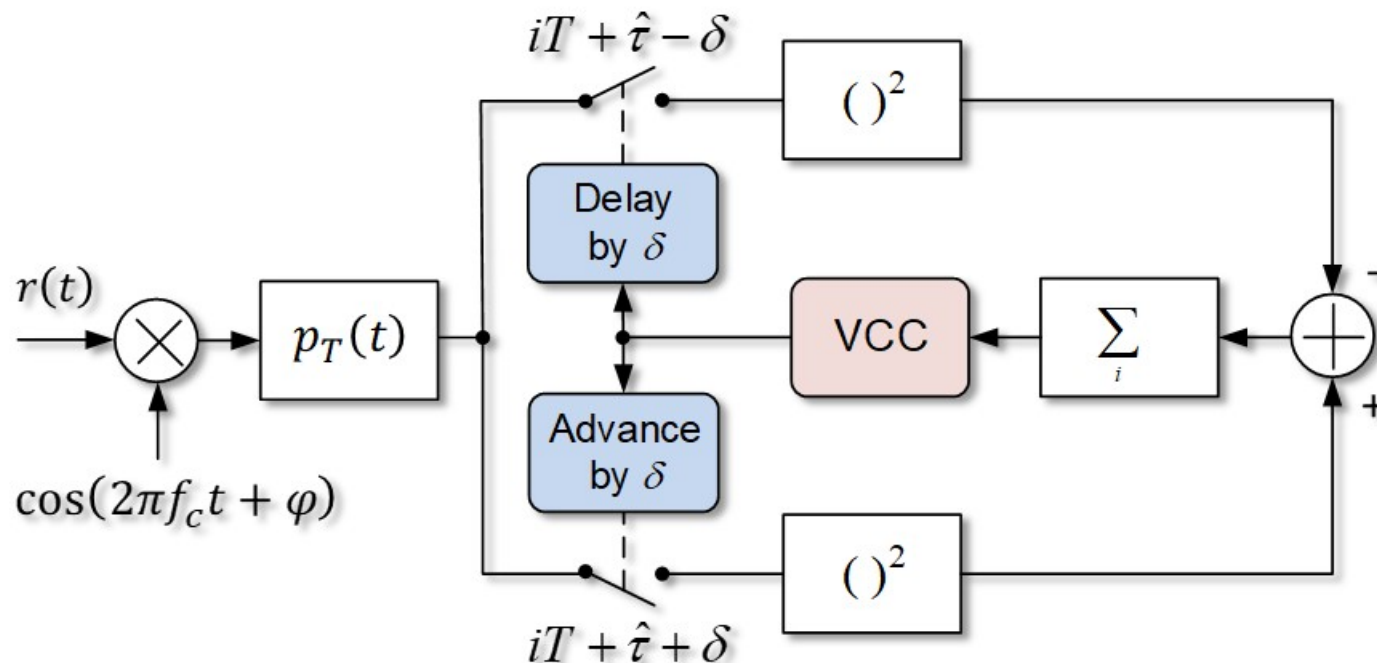 iT + τ̂ − δ
( )²
Delay
by δ
r(t)
p_T(t)
VCC
∑
i
−
+
Advance
by δ
cos(2πf_c t + φ)
( )²
iT + τ̂ + δ